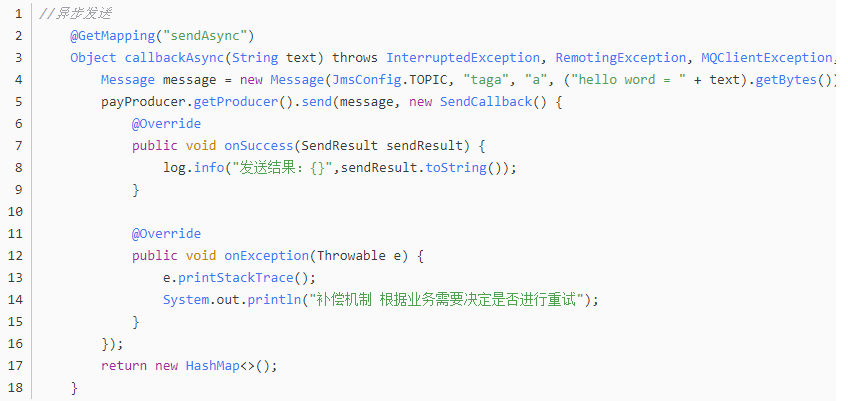 1 //异步发送
2 @GetMapping("sendAsync")
3 Object callbackAsync(String text) throws InterruptedException, RemotingException, MQClientException,
4 Message message = new Message(JmsConfig.TOPIC, "taga", "a", ("hello word = " + text).getBytes())
5 payProducer.getProducer().send(message, new SendCallback() {
6 @Override
7 public void onSuccess(SendResult sendResult) {
8 log.info("发送结果：{}",sendResult.toString());
9 }
10
11 @Override
12 public void onException(Throwable e) {
13 e.printStackTrace();
14 System.out.println("补偿机制 根据业务需要决定是否进行重试");
15 }
16 });
17 return new HashMap<>();
18 }